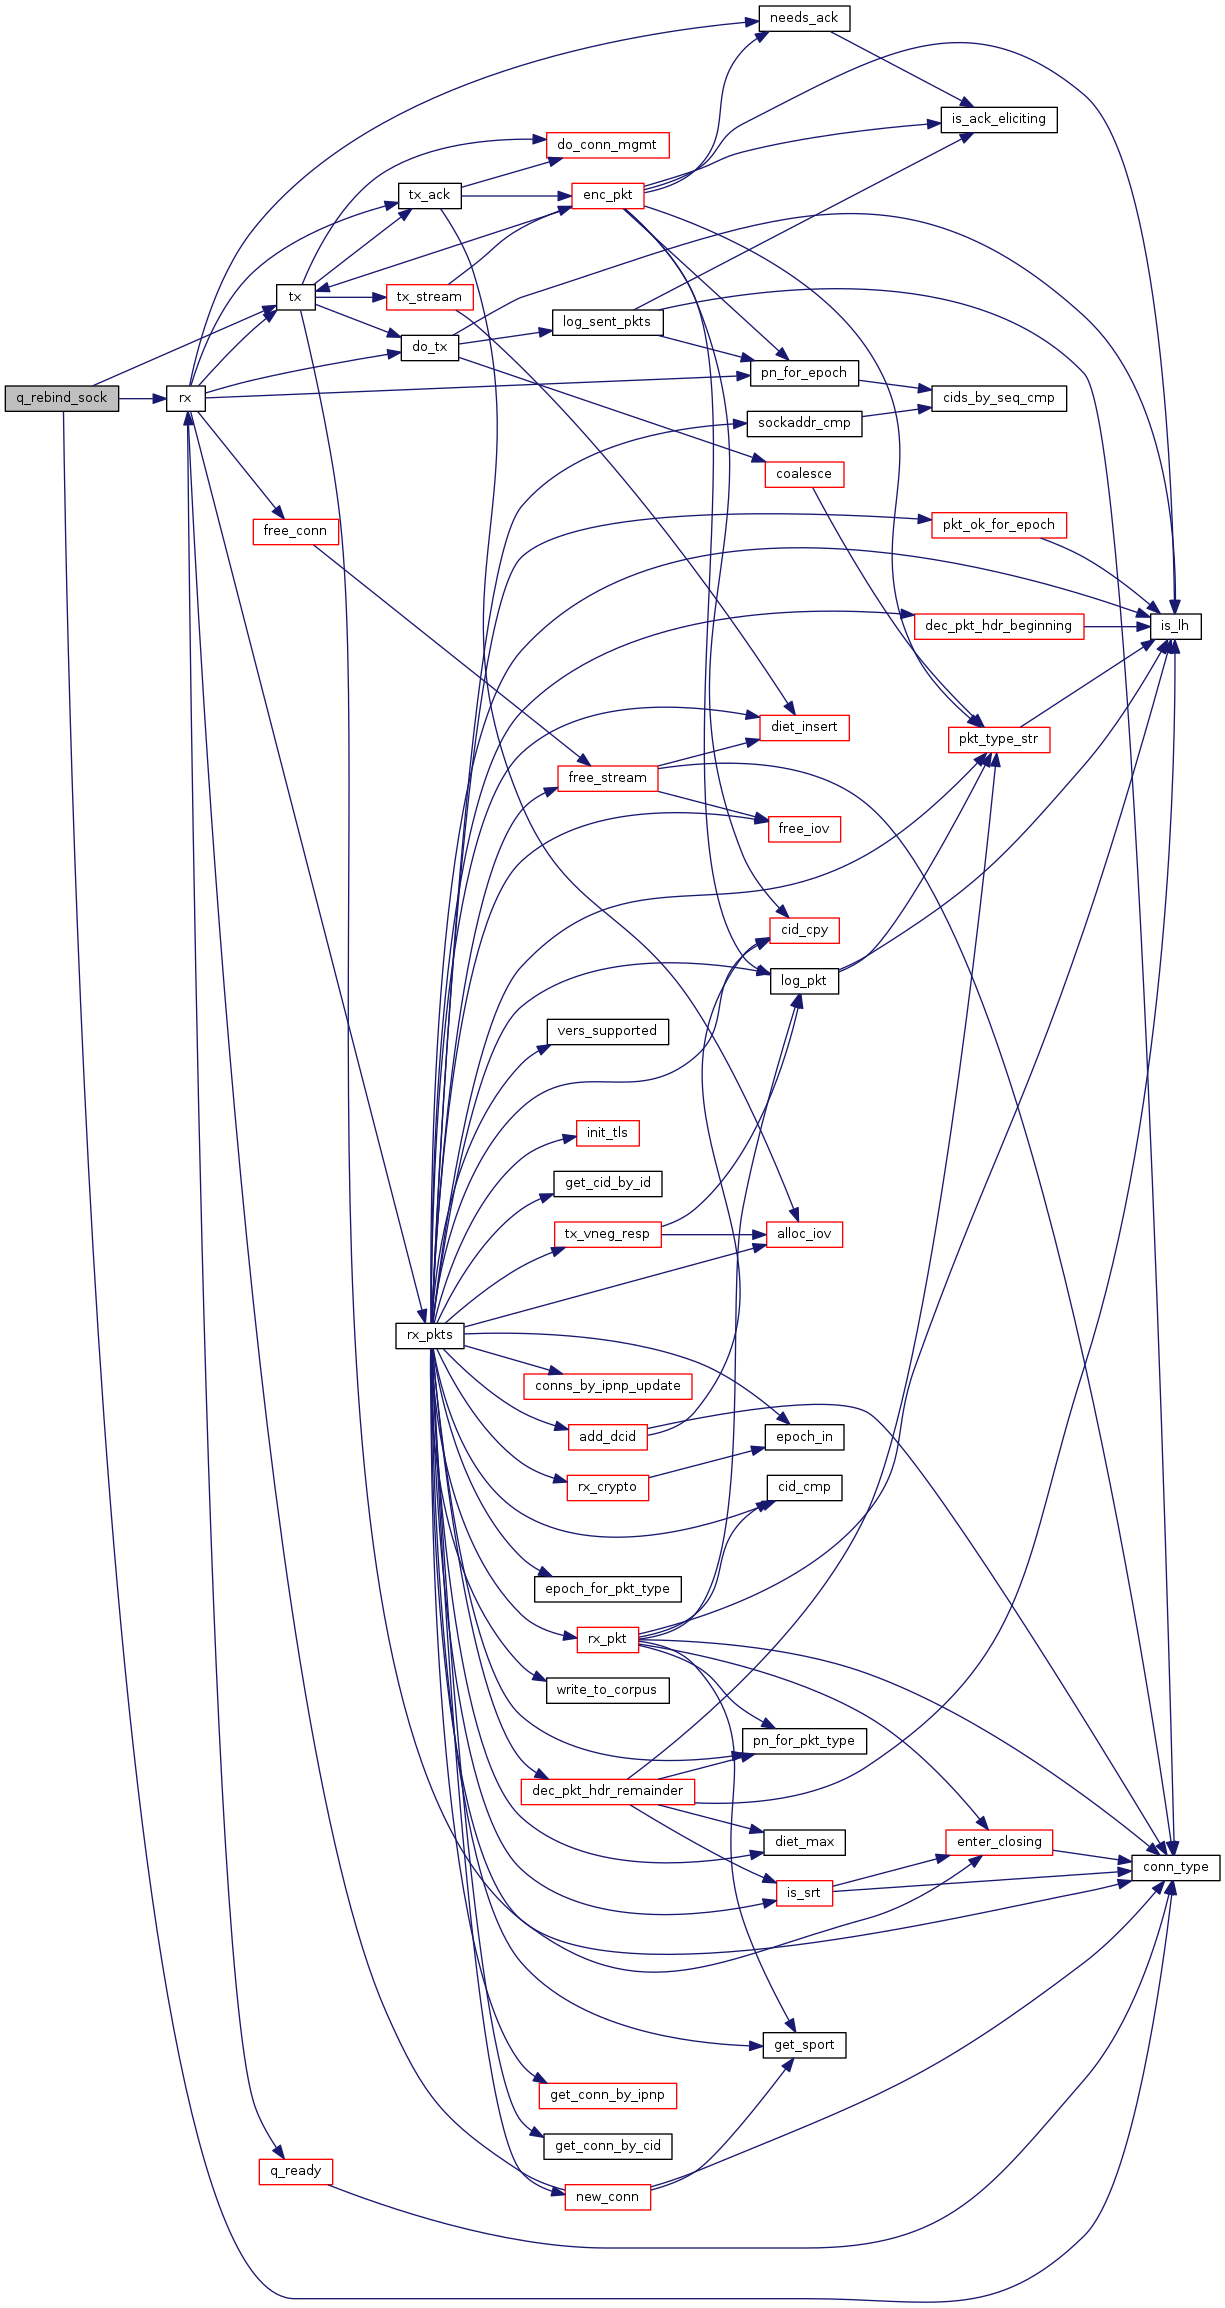 needs_ack
is_ack_eliciting
do_conn_mgmt
tx_ack
enc_pkt
tx
tx_stream
log_sent_pkts
do_tx
pn_for_epoch
q_rebind_sock
rx
cids_by_seq_cmp
sockaddr_cmp
coalesce
free_conn
pkt_ok_for_epoch
dec_pkt_hdr_beginning
is_lh
diet_insert
pkt_type_str
free_stream
free_iov
cid_cpy
log_pkt
vers_supported
init_tls
get_cid_by_id
tx_vneg_resp
alloc_iov
rx_pkts
conns_by_ipnp_update
add_dcid
epoch_in
rx_crypto
cid_cmp
epoch_for_pkt_type
rx_pkt
write_to_corpus
pn_for_pkt_type
dec_pkt_hdr_remainder
diet_max
enter_closing
conn_type
is_srt
get_sport
get_conn_by_ipnp
get_conn_by_cid
q_ready
new_conn